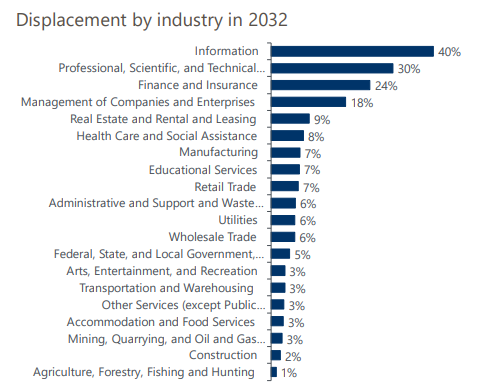 Displacement by industry in 2032
Information 40%
Professional, Scientific, and Technical... 30%
Finance and Insurance 24%
Management of Companies and Enterprises 18%
Real Estate and Rental and Leasing 9%
Health Care and Social Assistance 8%
Manufacturing 7%
Educational Services 7%
Retail Trade 7%
Administrative and Support and Waste... 6%
Utilities 6%
Wholesale Trade 6%
Federal, State, and Local Government,... 5%
Arts, Entertainment, and Recreation 3%
Transportation and Warehousing 3%
Other Services (except Public... 3%
Accommodation and Food Services 3%
Mining, Quarrying, and Oil and Gas... 3%
Construction 2%
Agriculture, Forestry, Fishing and Hunting 1%